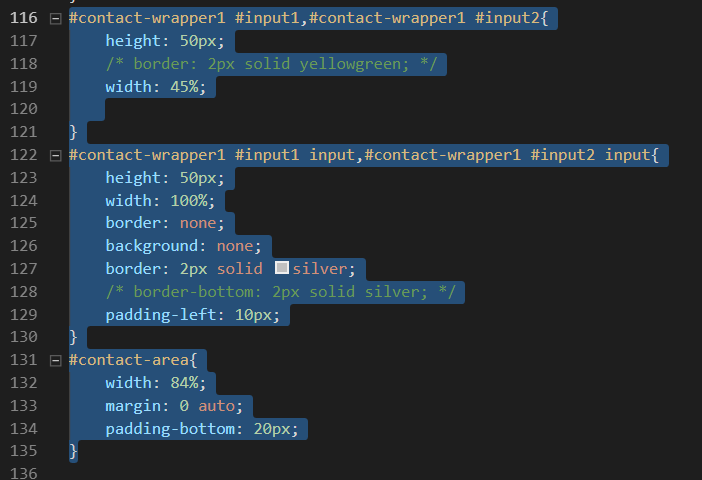 116 #contact-wrapper1 #input1,#contact-wrapper1 #input2{
117     height: 50px;
118     /* border: 2px solid yellowgreen; */
119     width: 45%;
120
121 }
122 #contact-wrapper1 #input1 input,#contact-wrapper1 #input2 input{
123     height: 50px;
124     width: 100%;
125     border: none;
126     background: none;
127     border: 2px solid silver;
128     /* border-bottom: 2px solid silver; */
129     padding-left: 10px;
130 }
131 #contact-area{
132     width: 84%;
133     margin: 0 auto;
134     padding-bottom: 20px;
135 }
136